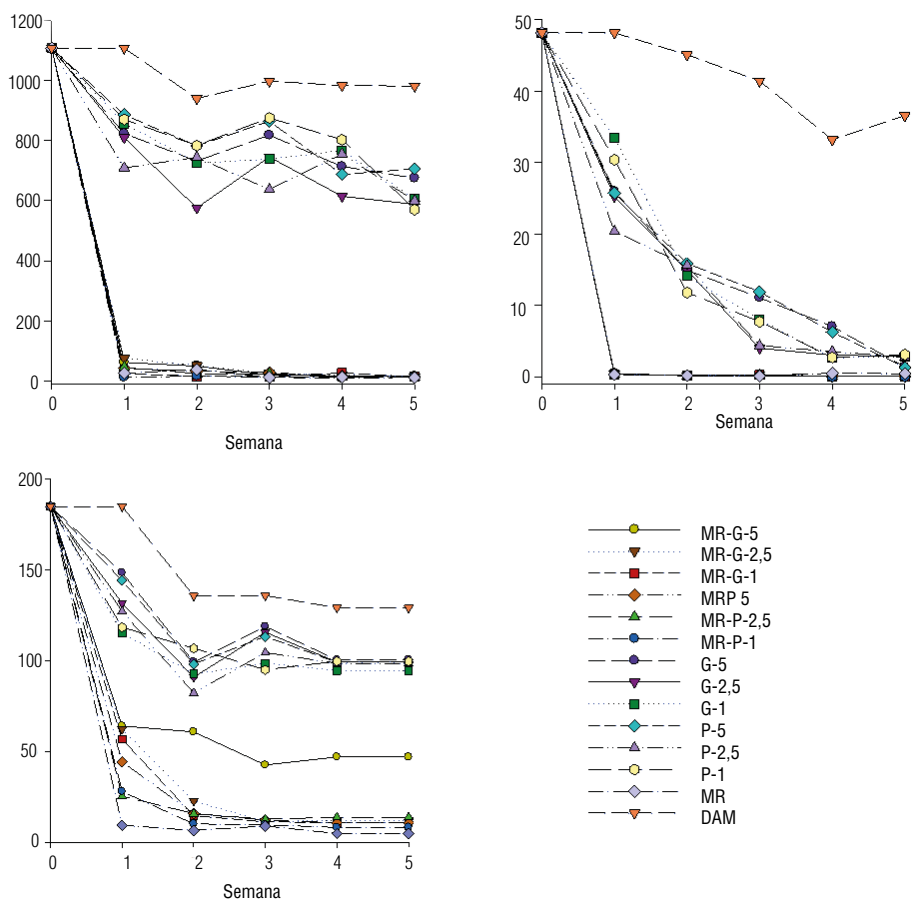 1200
1000
800
600
400
200
0
0 1 2 3 4 5
Semana
50
40
30
20
10
0
0 1 2 3 4 5
Semana
200
150
100
50
0
0 1 2 3 4 5
Semana
MR-G-5
MR-G-2,5
MR-G-1
MRP 5
MR-P-2,5
MR-P-1
G-5
G-2,5
G-1
P-5
P-2,5
P-1
MR
DAM